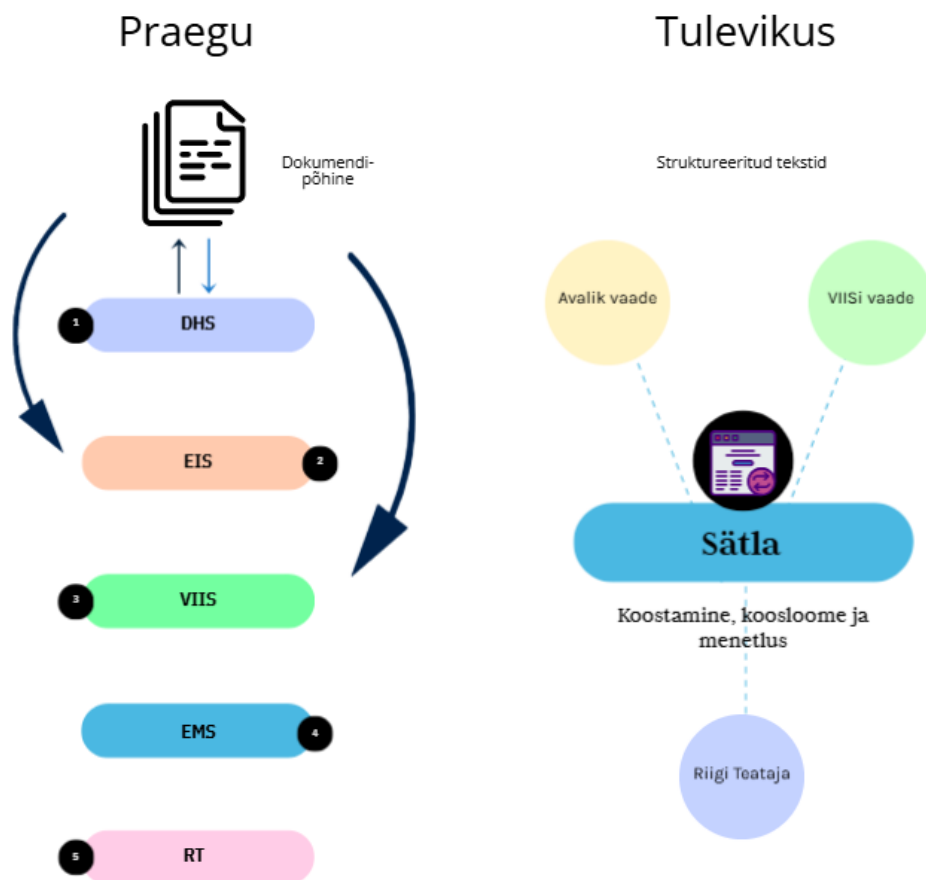 Praegu
Dokumendi-
põhine
1
DHS
EIS
2
3
VIIS
EMS
4
5
RT
Tulevikus
Struktureeritud tekstid
Avalik vaade
VIISi vaade
Sätla
Koostamine, koosloome ja
menetlus
Riigi Teataja